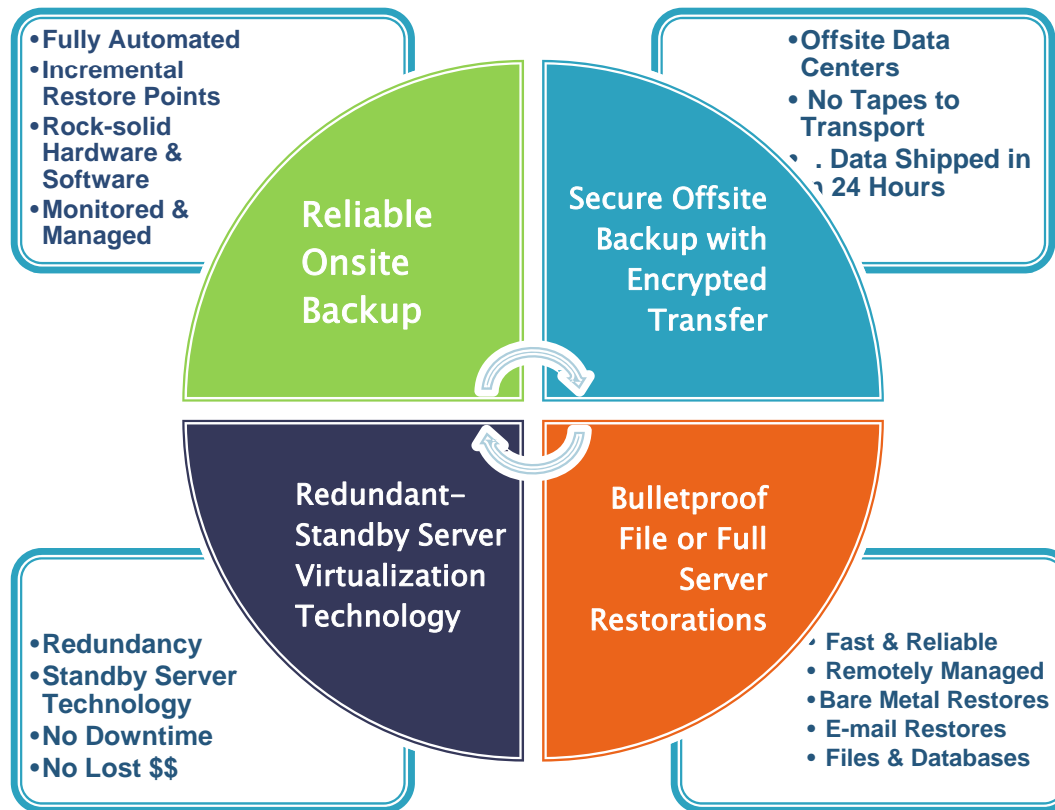 •Fully Automated
•Incremental
Restore Points
•Rock-solid
Hardware &
Software
•Monitored &
Managed
•Offsite Data
Centers
• No Tapes to
Transport
• . Data Shipped in
24 Hours
Reliable
Onsite
Backup
Secure Offsite
Backup with
Encrypted
Transfer
Redundant-
Standby Server
Virtualization
Technology
Bulletproof
File or Full
Server
Restorations
•Redundancy
•Standby Server
Technology
•No Downtime
•No Lost $$
• Fast & Reliable
• Remotely Managed
•Bare Metal Restores
• E-mail Restores
• Files & Databases